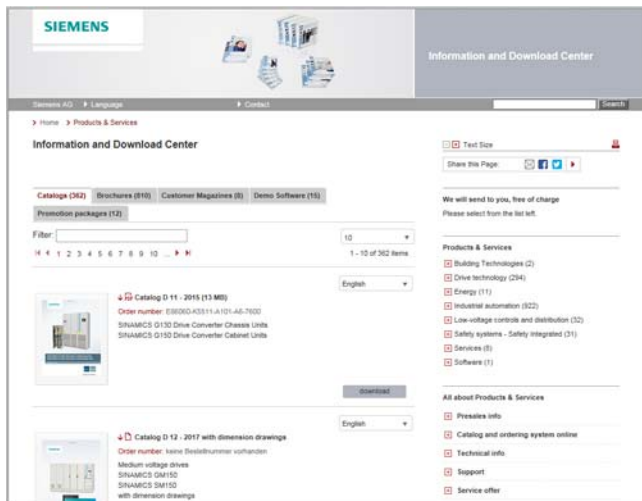 SIEMENS
Information and Download Center
Siemens AG Language Contact Search
Home Products & Services
Information and Download Center
Text Size
Share this Page:
Catalogs (362) Brochures (810) Customer Magazines (8) Demo Software (15)
Promotion packages (12)
We will send to you, free of charge
Please select from the list left.
Filter:
10
1 2 3 4 5 6 7 8 9 10 ...
1 - 10 of 362 items
Products & Services
Building Technologies (2)
Drive technology (294)
Energy (11)
Industrial automation (922)
Low-voltage controls and distribution (32)
Safety systems - Safety Integrated (31)
Services (8)
Software (1)
English
Catalog D 11 - 2015 (13 MB)
Order number: E86060-K5511-A101-A6-7600
SINAMICS G130 Drive Converter Chassis Units
SINAMICS G150 Drive Converter Cabinet Units
download
All about Products & Services
Presales info
Catalog and ordering system online
Technical info
Support
Service offer
English
Catalog D 12 - 2017 with dimension drawings
Order number: keine Bestellnummer vorhanden
Medium voltage drives
SINAMICS GM150
SINAMICS SM150
with dimension drawings